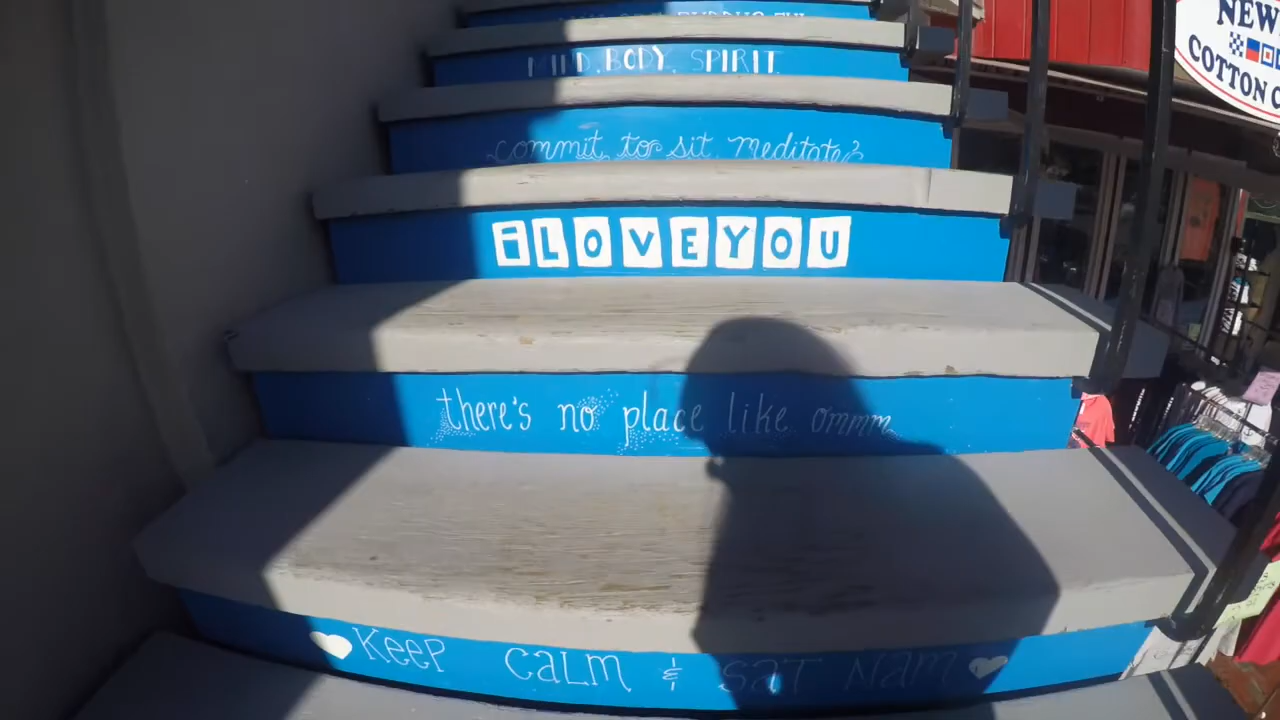 MIND, BODY, SPIRIT
commit to sit meditate
iLOVEYOU
there's no place like ommm
Keep calm & sat nam
NEW
COTTON C